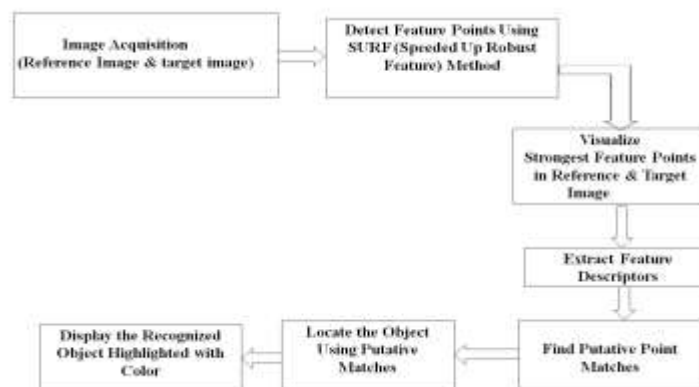 Image Acquisition
(Reference Image & target image)
Detect Feature Points Using
SURF(Speeded Up Robust
Feature) Method
Visualize
Strongest Feature Points
in Reference & Target
Image
Extract Feature
Descriptors
Find Putative Point
Matches
Locate the Object
Using Putative
Matches
Display the Recognized
Object Highlighted with
Color